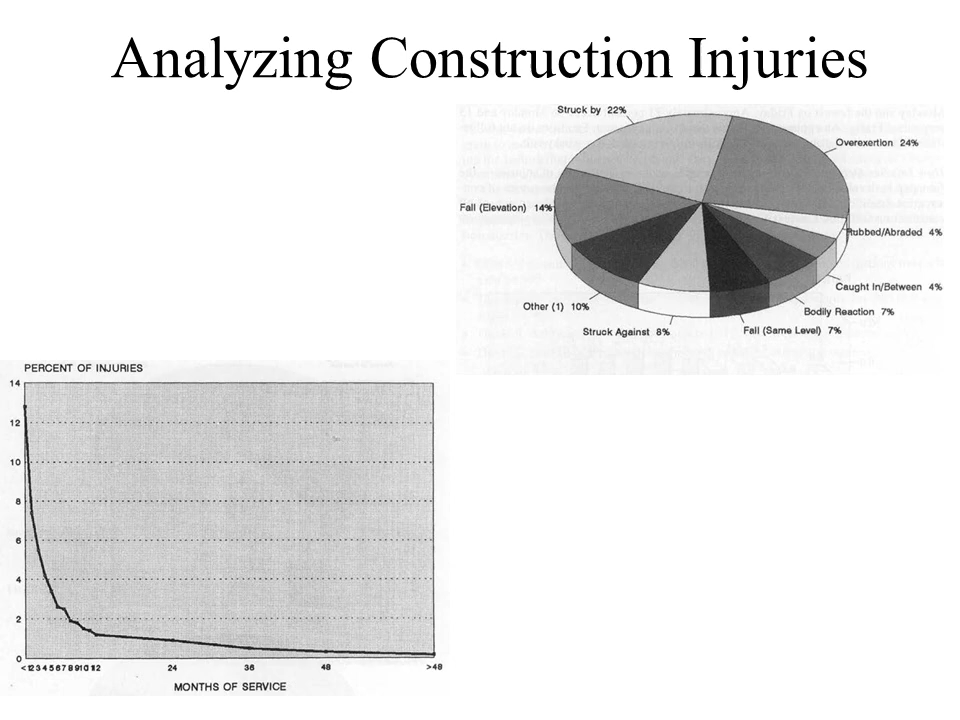 Analyzing Construction Injuries
Struck by 22%
Overexertion 24%
Fall (Elevation) 14%
Rubbed/Abraded 4%
Caught In/Between 4%
Other (1) 10%
Bodily Reaction 7%
Struck Against 8%
Fall (Same Level) 7%
PERCENT OF INJURIES
14
12
10
8
6
4
2
0
<1 2 3 4 5 6 7 8 9 10 11 12 24 36 48 >48
MONTHS OF SERVICE